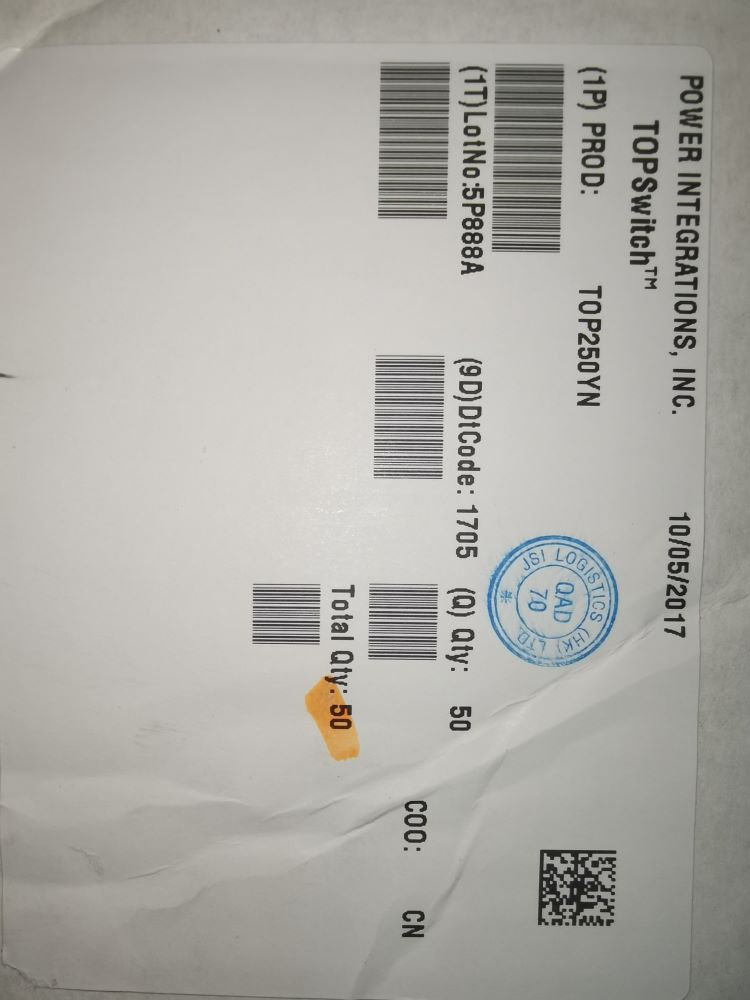 POWER INTEGRATIONS, INC. 10/05/2017
TOPSwitch™
(1P) PROD: TOP250YN
JSI LOGISTICS (HK) LTD.
QAD
70
(1T)LotNo:5P888A (9D)DtCode: 1705 (Q) Qty: 50
COO: CN
Total Qty: 50